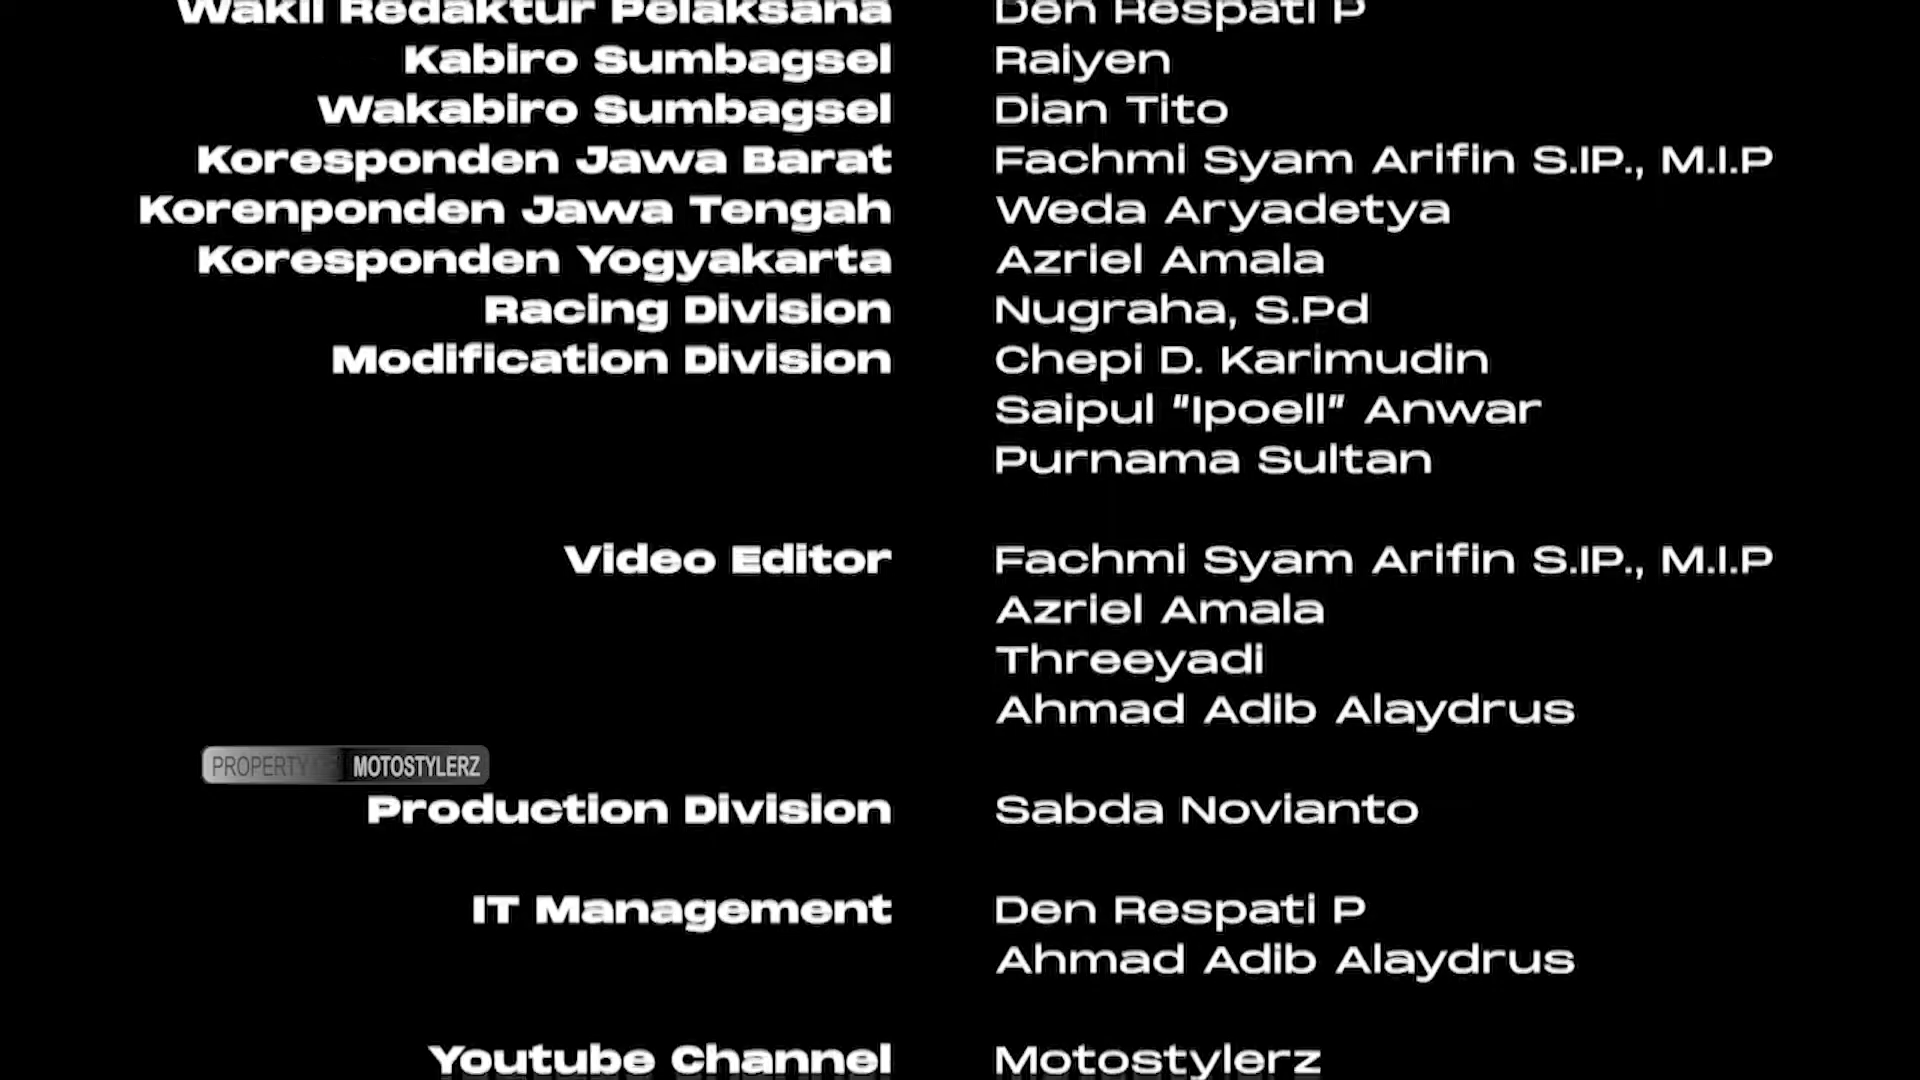 Wakil Redaktur Pelaksana Den Respati P
Kabiro Sumbagsel Raiyen
Wakabiro Sumbagsel Dian Tito
Koresponden Jawa Barat Fachmi Syam Arifin S.IP., M.I.P
Korenponden Jawa Tengah Weda Aryadetya
Koresponden Yogyakarta Azriel Amala
Racing Division Nugraha, S.Pd
Modification Division Chepi D. Karimudin
Saipul "Ipoell" Anwar
Purnama Sultan
Video Editor Fachmi Syam Arifin S.IP., M.I.P
Azriel Amala
Threeyadi
Ahmad Adib Alaydrus
PROPERTY MOTOSTYLERZ
Production Division Sabda Novianto
IT Management Den Respati P
Ahmad Adib Alaydrus
Youtube Channel Motostylerz